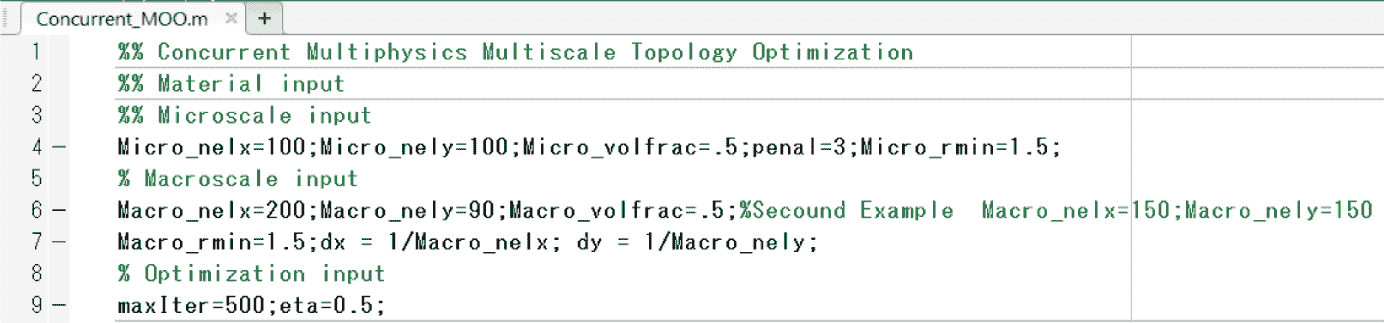 Concurrent_MOO.m × +
1 %% Concurrent Multiphysics Multiscale Topology Optimization
2 %% Material input
3 %% Microscale input
4 – Micro_nelx=100;Micro_nely=100;Micro_volfrac=.5;penal=3;Micro_rmin=1.5;
5 % Macroscale input
6 – Macro_nelx=200;Macro_nely=90;Macro_volfrac=.5;%Secound Example  Macro_nelx=150;Macro_nely=150
7 – Macro_rmin=1.5;dx = 1/Macro_nelx; dy = 1/Macro_nely;
8 % Optimization input
9 – maxIter=500;eta=0.5;